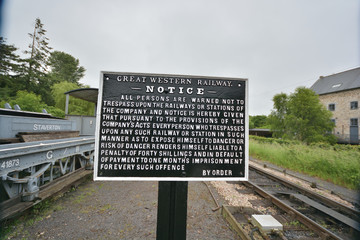 GREAT WESTERN RAILWAY.
— NOTICE —
ALL PERSONS ARE WARNED NOT TO
TRESPASS UPON THE RAILWAYS OR STATIONS OF
THE COMPANY AND NOTICE IS HEREBY GIVEN
THAT PURSUANT TO THE PROVISIONS OF THE
COMPANY'S ACTS EVERY PERSON WHO TRESPASSES
UPON ANY SUCH RAILWAY OR STATION IN SUCH
MANNER AS TO EXPOSE HIMSELF TO DANGER OR
RISK OF DANGER RENDERS HIMSELF LIABLE TO A
PENALTY OF FORTY SHILLINGS AND IN DEFAULT
OF PAYMENT TO ONE MONTHS IMPRISONMENT
FOR EVERY SUCH OFFENCE.
BY ORDER
STAVERTON
41873
G